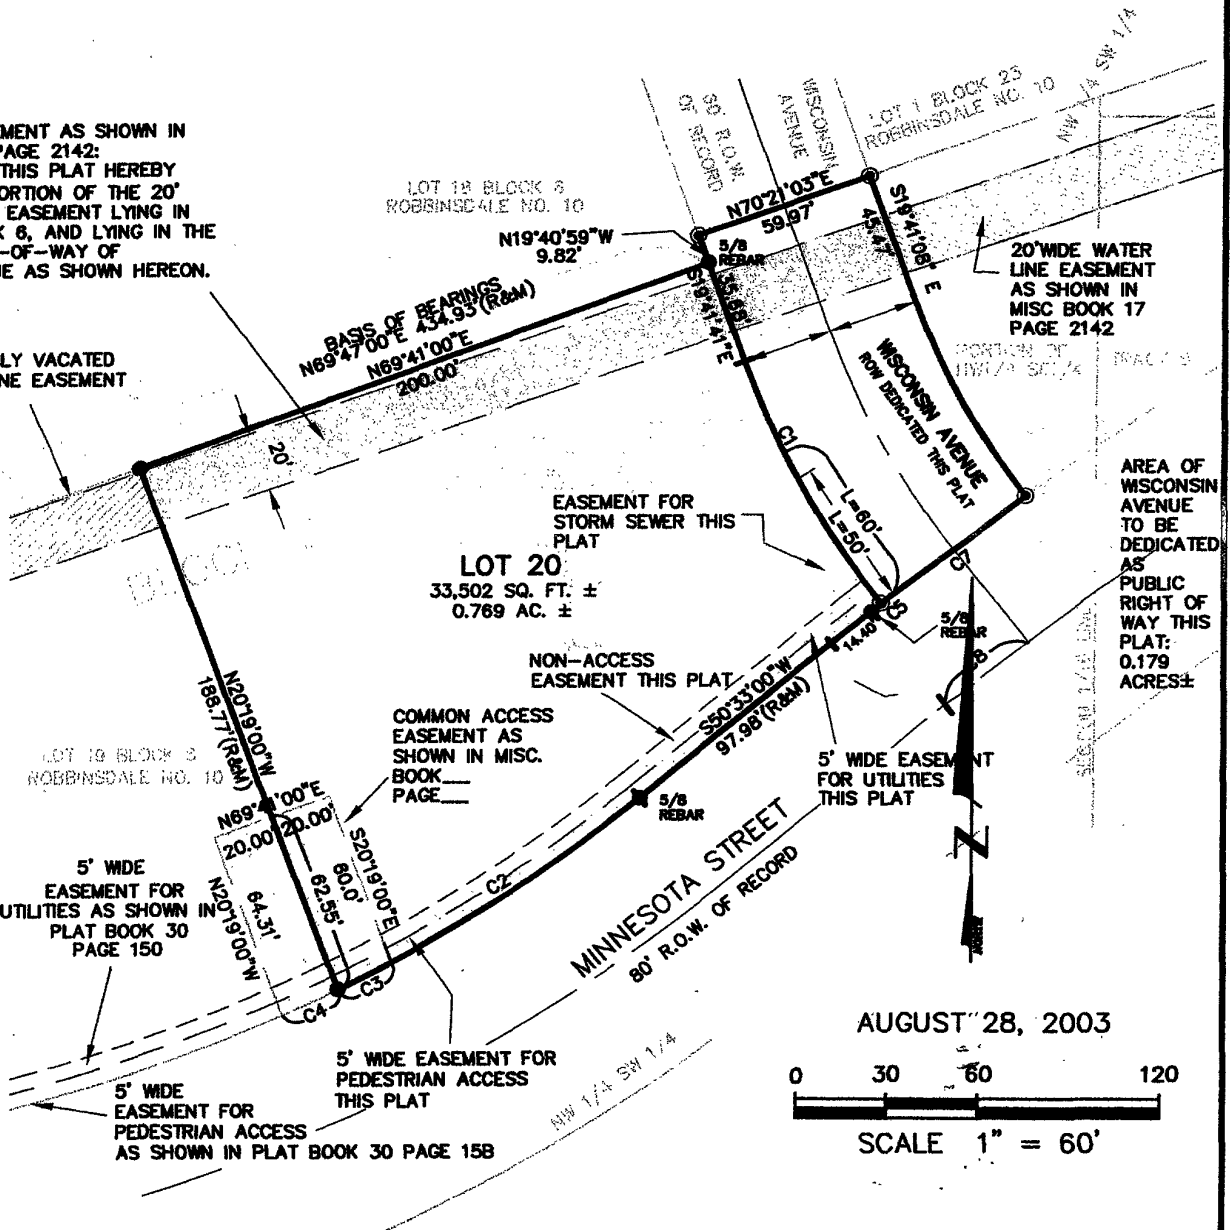 EMENT AS SHOWN IN
PAGE 2142:
THIS PLAT HEREBY
ORTION OF THE 20'
EASEMENT LYING IN
K 6, AND LYING IN THE
-OF-WAY OF
E AS SHOWN HEREON.
LY VACATED
NE EASEMENT
LOT 18 BLOCK 6
ROBBINSDALE NO. 10
50' R.O.W.
OF RECORD
WISCONSIN
AVENUE
LOT 1 BLOCK 23
ROBBINSDALE NO. 10
NW 1/4 SW 1/4
N70°21'03"E
59.97'
N19°40'59"W
9.82'
5/8
REBAR
S19°41'06" E
45.47'
20'WIDE WATER
LINE EASEMENT
AS SHOWN IN
MISC BOOK 17
PAGE 2142
BASIS OF BEARINGS
N69°47'00"E 434.93'(R&M)
N69°41'00"E
200.00'
35.68'
S19°41'41"E
20'
PORTION OF
WISCONSIN AVENUE
ROW DEDICATED THIS PLAT
C1
L=60'
L=50'
AREA OF
WISCONSIN
AVENUE
TO BE
DEDICATED
AS
PUBLIC
RIGHT OF
WAY THIS
PLAT:
0.179
ACRES±
EASEMENT FOR
STORM SEWER THIS
PLAT
LOT 20
33,502 SQ. FT. ±
0.769 AC. ±
C5
5/8
REBAR
14.40'
NON-ACCESS
EASEMENT THIS PLAT
S50°33'00"W
97.98'(R&M)
N20°19'00"W
188.77'(R&M)
COMMON ACCESS
EASEMENT AS
SHOWN IN MISC.
BOOK___
PAGE___
5' WIDE EASEMENT
FOR UTILITIES
THIS PLAT
LOT 19 BLOCK 6
ROBBINSDALE NO. 10
N69°41'00"E
20.00' 20.00'
5/8
REBAR
S20°19'00"E
60.0'
62.55'
64.31'
N20°19'00"W
C2
C3
C4
5' WIDE
EASEMENT FOR
UTILITIES AS SHOWN IN
PLAT BOOK 30
PAGE 150
MINNESOTA STREET
80' R.O.W. OF RECORD
N
5' WIDE EASEMENT FOR
PEDESTRIAN ACCESS
THIS PLAT
NW 1/4 SW 1/4
5' WIDE
EASEMENT FOR
PEDESTRIAN ACCESS
AS SHOWN IN PLAT BOOK 30 PAGE 15B
AUGUST 28, 2003
0 30 60 120
SCALE 1" = 60'